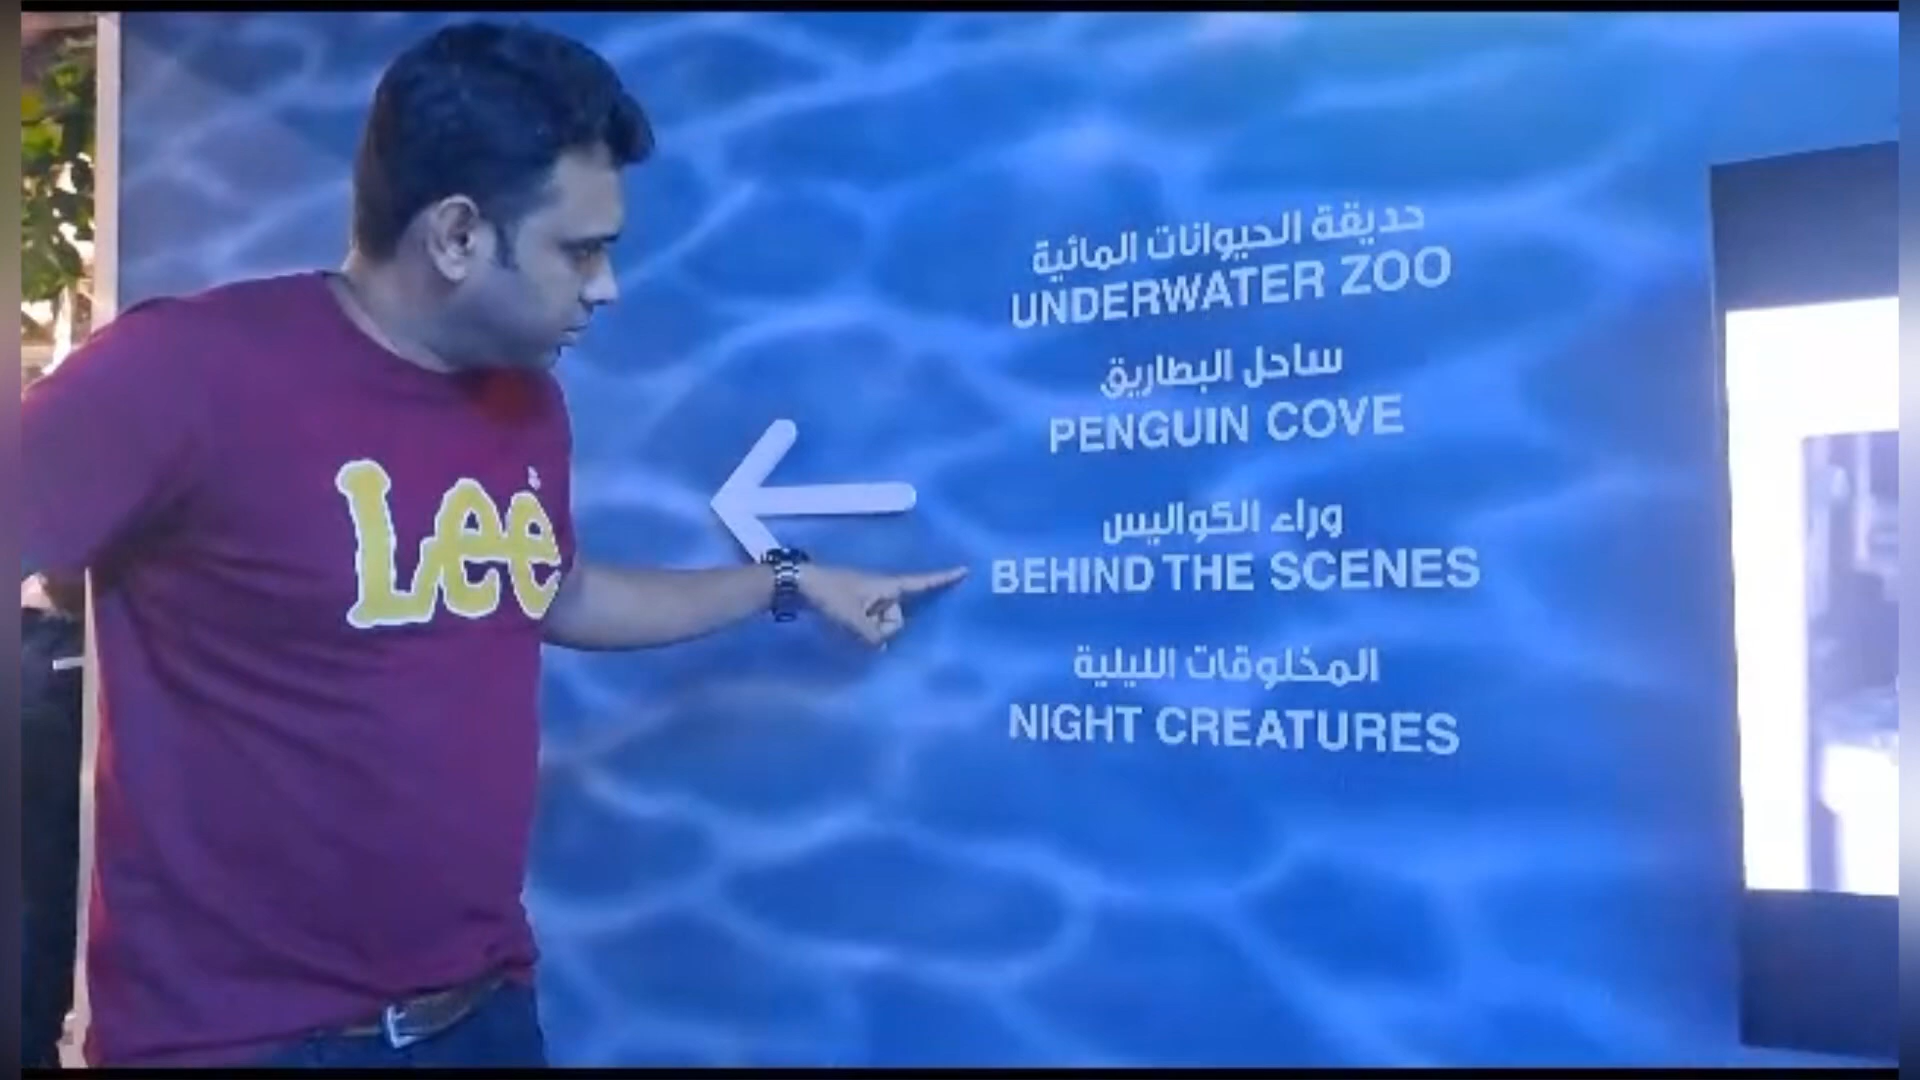 Lee
حديقة الحيوانات المائية
UNDERWATER ZOO
ساحل البطاريق
PENGUIN COVE
وراء الكواليس
BEHIND THE SCENES
المخلوقات الليلية
NIGHT CREATURES